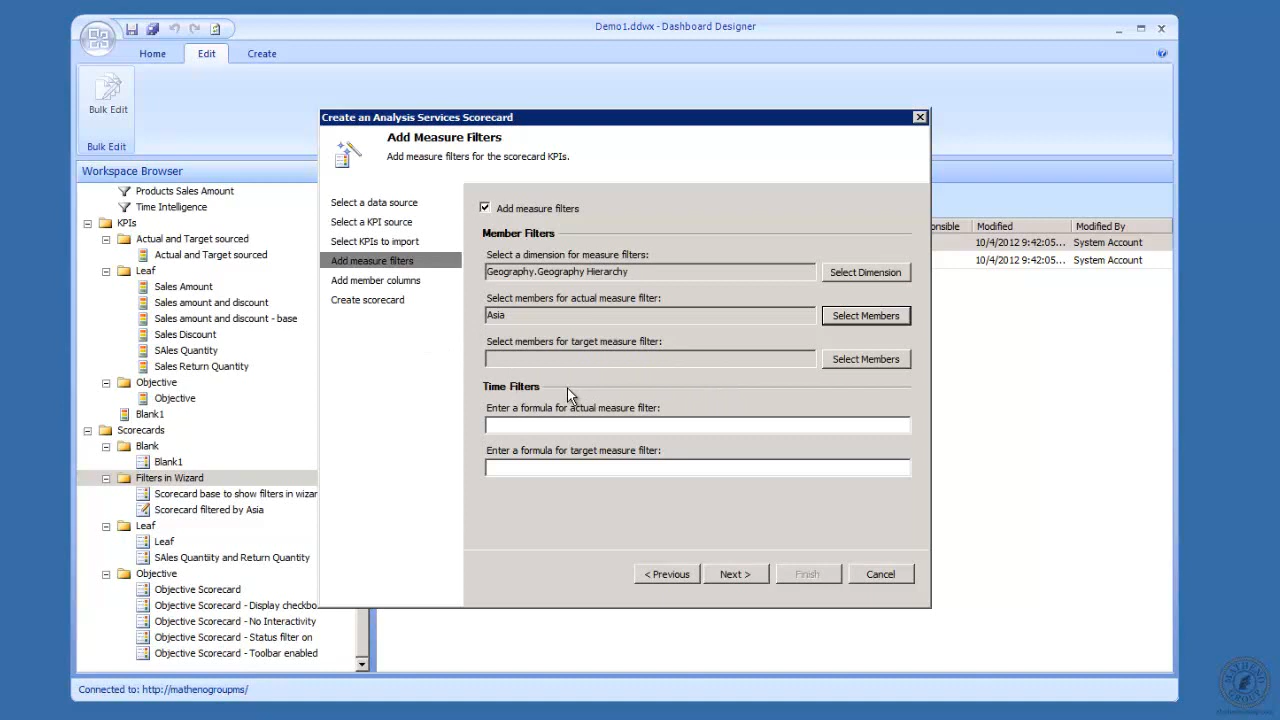 Demo1.ddwx - Dashboard Designer
Home
Edit
Create
Bulk Edit
Bulk Edit
Workspace Browser
Products Sales Amount
Time Intelligence
KPIs
Actual and Target sourced
Actual and Target sourced
Leaf
Sales Amount
Sales amount and discount
Sales amount and discount - base
Sales Discount
SAles Quantity
Sales Return Quantity
Objective
Objective
Blank1
Scorecards
Blank
Blank1
Filters in Wizard
Scorecard base to show filters in wizar
Scorecard filtered by Asia
Leaf
Leaf
SAles Quantity and Return Quantity
Objective
Objective Scorecard
Objective Scorecard - Display checkbo
Objective Scorecard - No Interactivity
Objective Scorecard - Status filter on
Objective Scorecard - Toolbar enabled
Connected to: http://mathenogroupms/
Create an Analysis Services Scorecard
Add Measure Filters
Add measure filters for the scorecard KPIs.
Select a data source
Select a KPI source
Select KPIs to import
Add measure filters
Add member columns
Create scorecard
Add measure filters
Member Filters
Select a dimension for measure filters:
Geography.Geography Hierarchy
Select Dimension
Select members for actual measure filter:
Asia
Select Members
Select members for target measure filter:
Select Members
Time Filters
Enter a formula for actual measure filter:
Enter a formula for target measure filter:
< Previous
Next >
Finish
Cancel
onsible
Modified
Modified By
10/4/2012 9:42:05...
System Account
10/4/2012 9:42:05...
System Account
MATHENO
GROUP